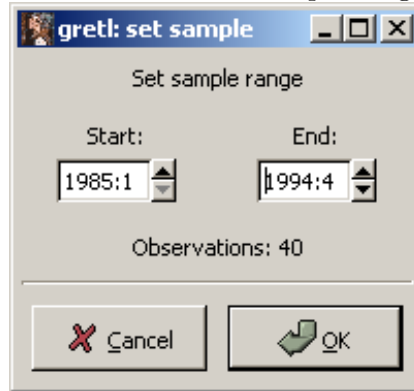 gretl: set sample
Set sample range
Start: End:
1985:1 1994:4
Observations: 40
Cancel OK